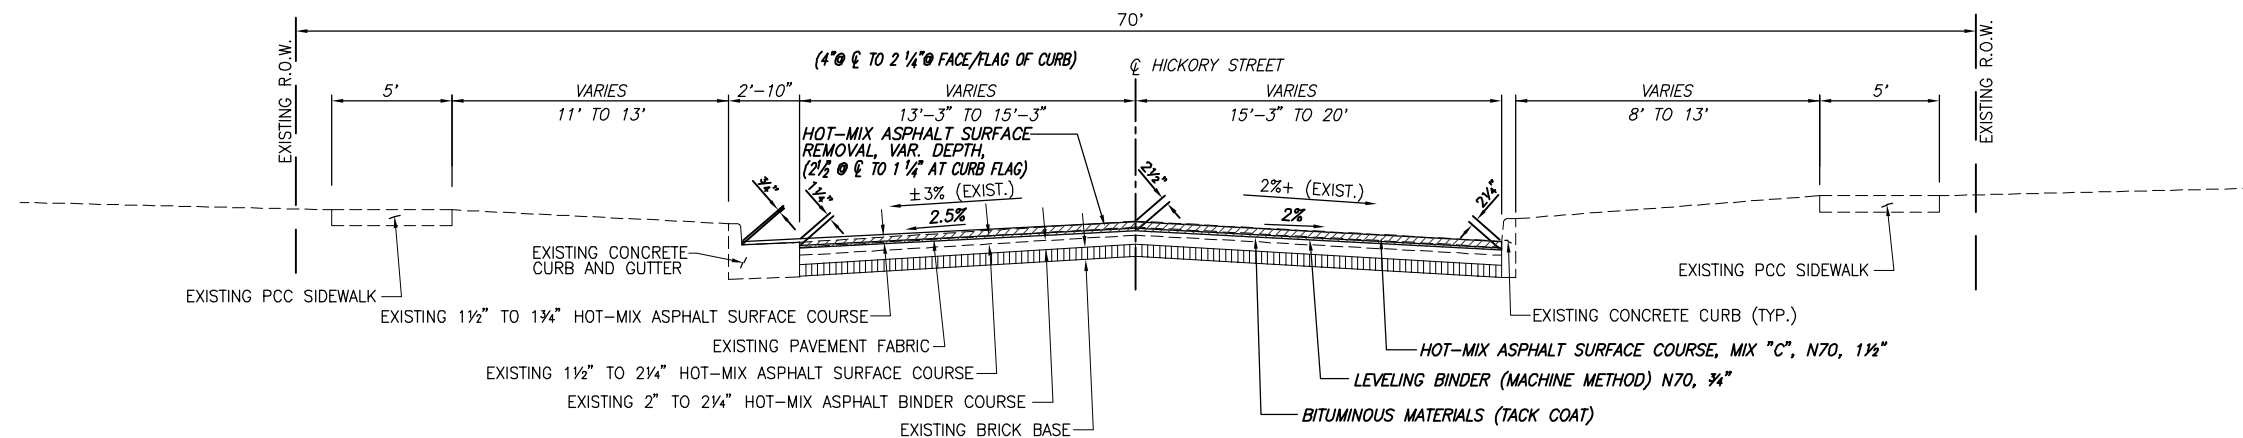 70'
(4"@ ℄ TO 2 ¼"@ FACE/FLAG OF CURB)
℄ HICKORY STREET
EXISTING R.O.W.
EXISTING R.O.W.
5'
VARIES
11' TO 13'
2'-10"
VARIES
13'-3" TO 15'-3"
VARIES
15'-3" TO 20'
VARIES
8' TO 13'
5'
HOT-MIX ASPHALT SURFACE
REMOVAL, VAR. DEPTH,
(2½" @ ℄ TO 1 ¼" AT CURB FLAG)
¾"
1¼"
±3% (EXIST.)
2.5%
2½"
2%+ (EXIST.)
2%
2¼"
EXISTING CONCRETE
CURB AND GUTTER
EXISTING PCC SIDEWALK
EXISTING PCC SIDEWALK
EXISTING 1½" TO 1¾" HOT-MIX ASPHALT SURFACE COURSE
EXISTING CONCRETE CURB (TYP.)
EXISTING PAVEMENT FABRIC
HOT-MIX ASPHALT SURFACE COURSE, MIX "C", N70, 1½"
EXISTING 1½" TO 2¼" HOT-MIX ASPHALT SURFACE COURSE
LEVELING BINDER (MACHINE METHOD) N70, ¾"
EXISTING 2" TO 2¼" HOT-MIX ASPHALT BINDER COURSE
BITUMINOUS MATERIALS (TACK COAT)
EXISTING BRICK BASE